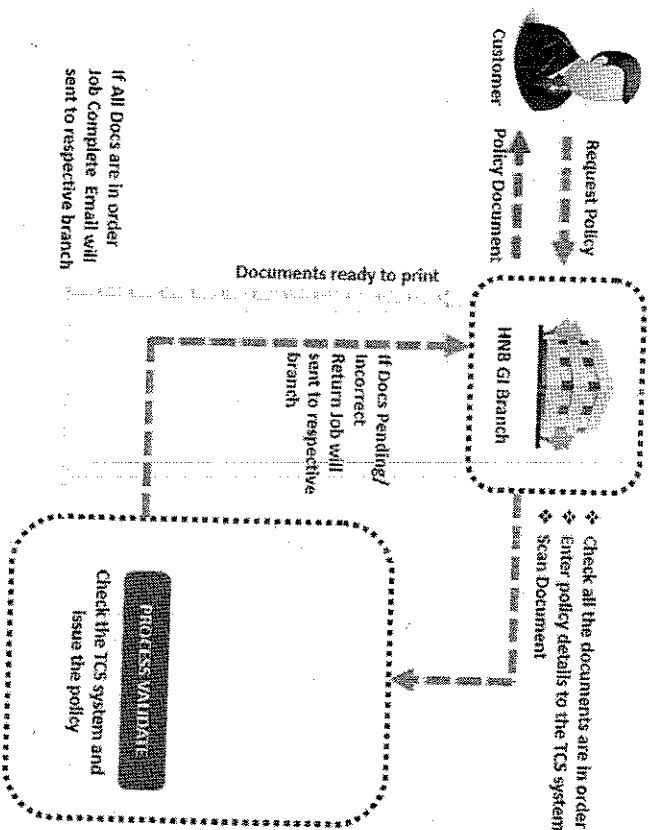 Customer
Request Policy
Policy Document
HNB GI Branch
❖ Check all the documents are in order
❖ Enter policy details to the TCS system
❖ Scan Document
Documents ready to print
If Docs Pending/
Incorrect
Return Job will
sent to respective
branch
If All Docs are in order
Job Complete Email will
sent to respective branch
PROCESS VALIDATE
Check the TCS system and
issue the policy